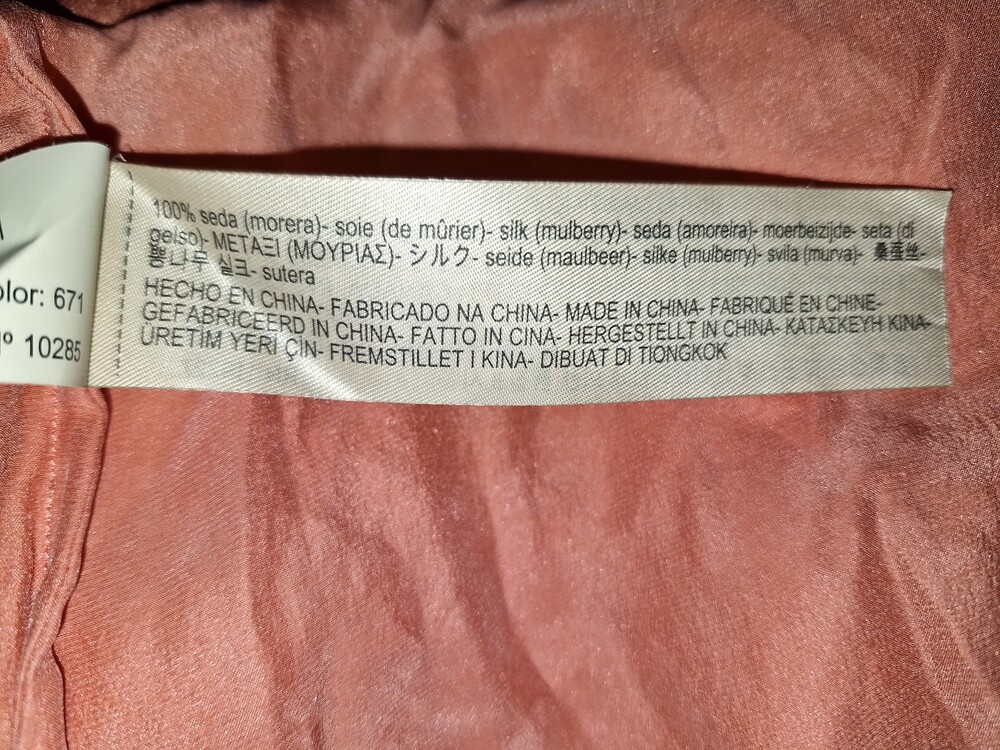 olor: 671
º 10285
100% seda (morera)- soie (de mûrier)- silk (mulberry)- seda (amoreira)- moerbeizijde- seta (di
gelso)- ΜΕΤΑΞΙ (ΜΟΥΡΙΑΣ)- シルク- seide (maulbeer)- silke (mulberry)- svila (murva)- 桑蚕丝-
뽕나무 실크- sutera
HECHO EN CHINA- FABRICADO NA CHINA- MADE IN CHINA- FABRIQUÉ EN CHINE-
GEFABRICEERD IN CHINA- FATTO IN CINA- HERGESTELLT IN CHINA- ΚΑΤΑΣΚΕΥΗ ΚΙΝΑ-
ÜRETİM YERİ ÇİN- FREMSTILLET I KINA- DIBUAT DI TIONGKOK